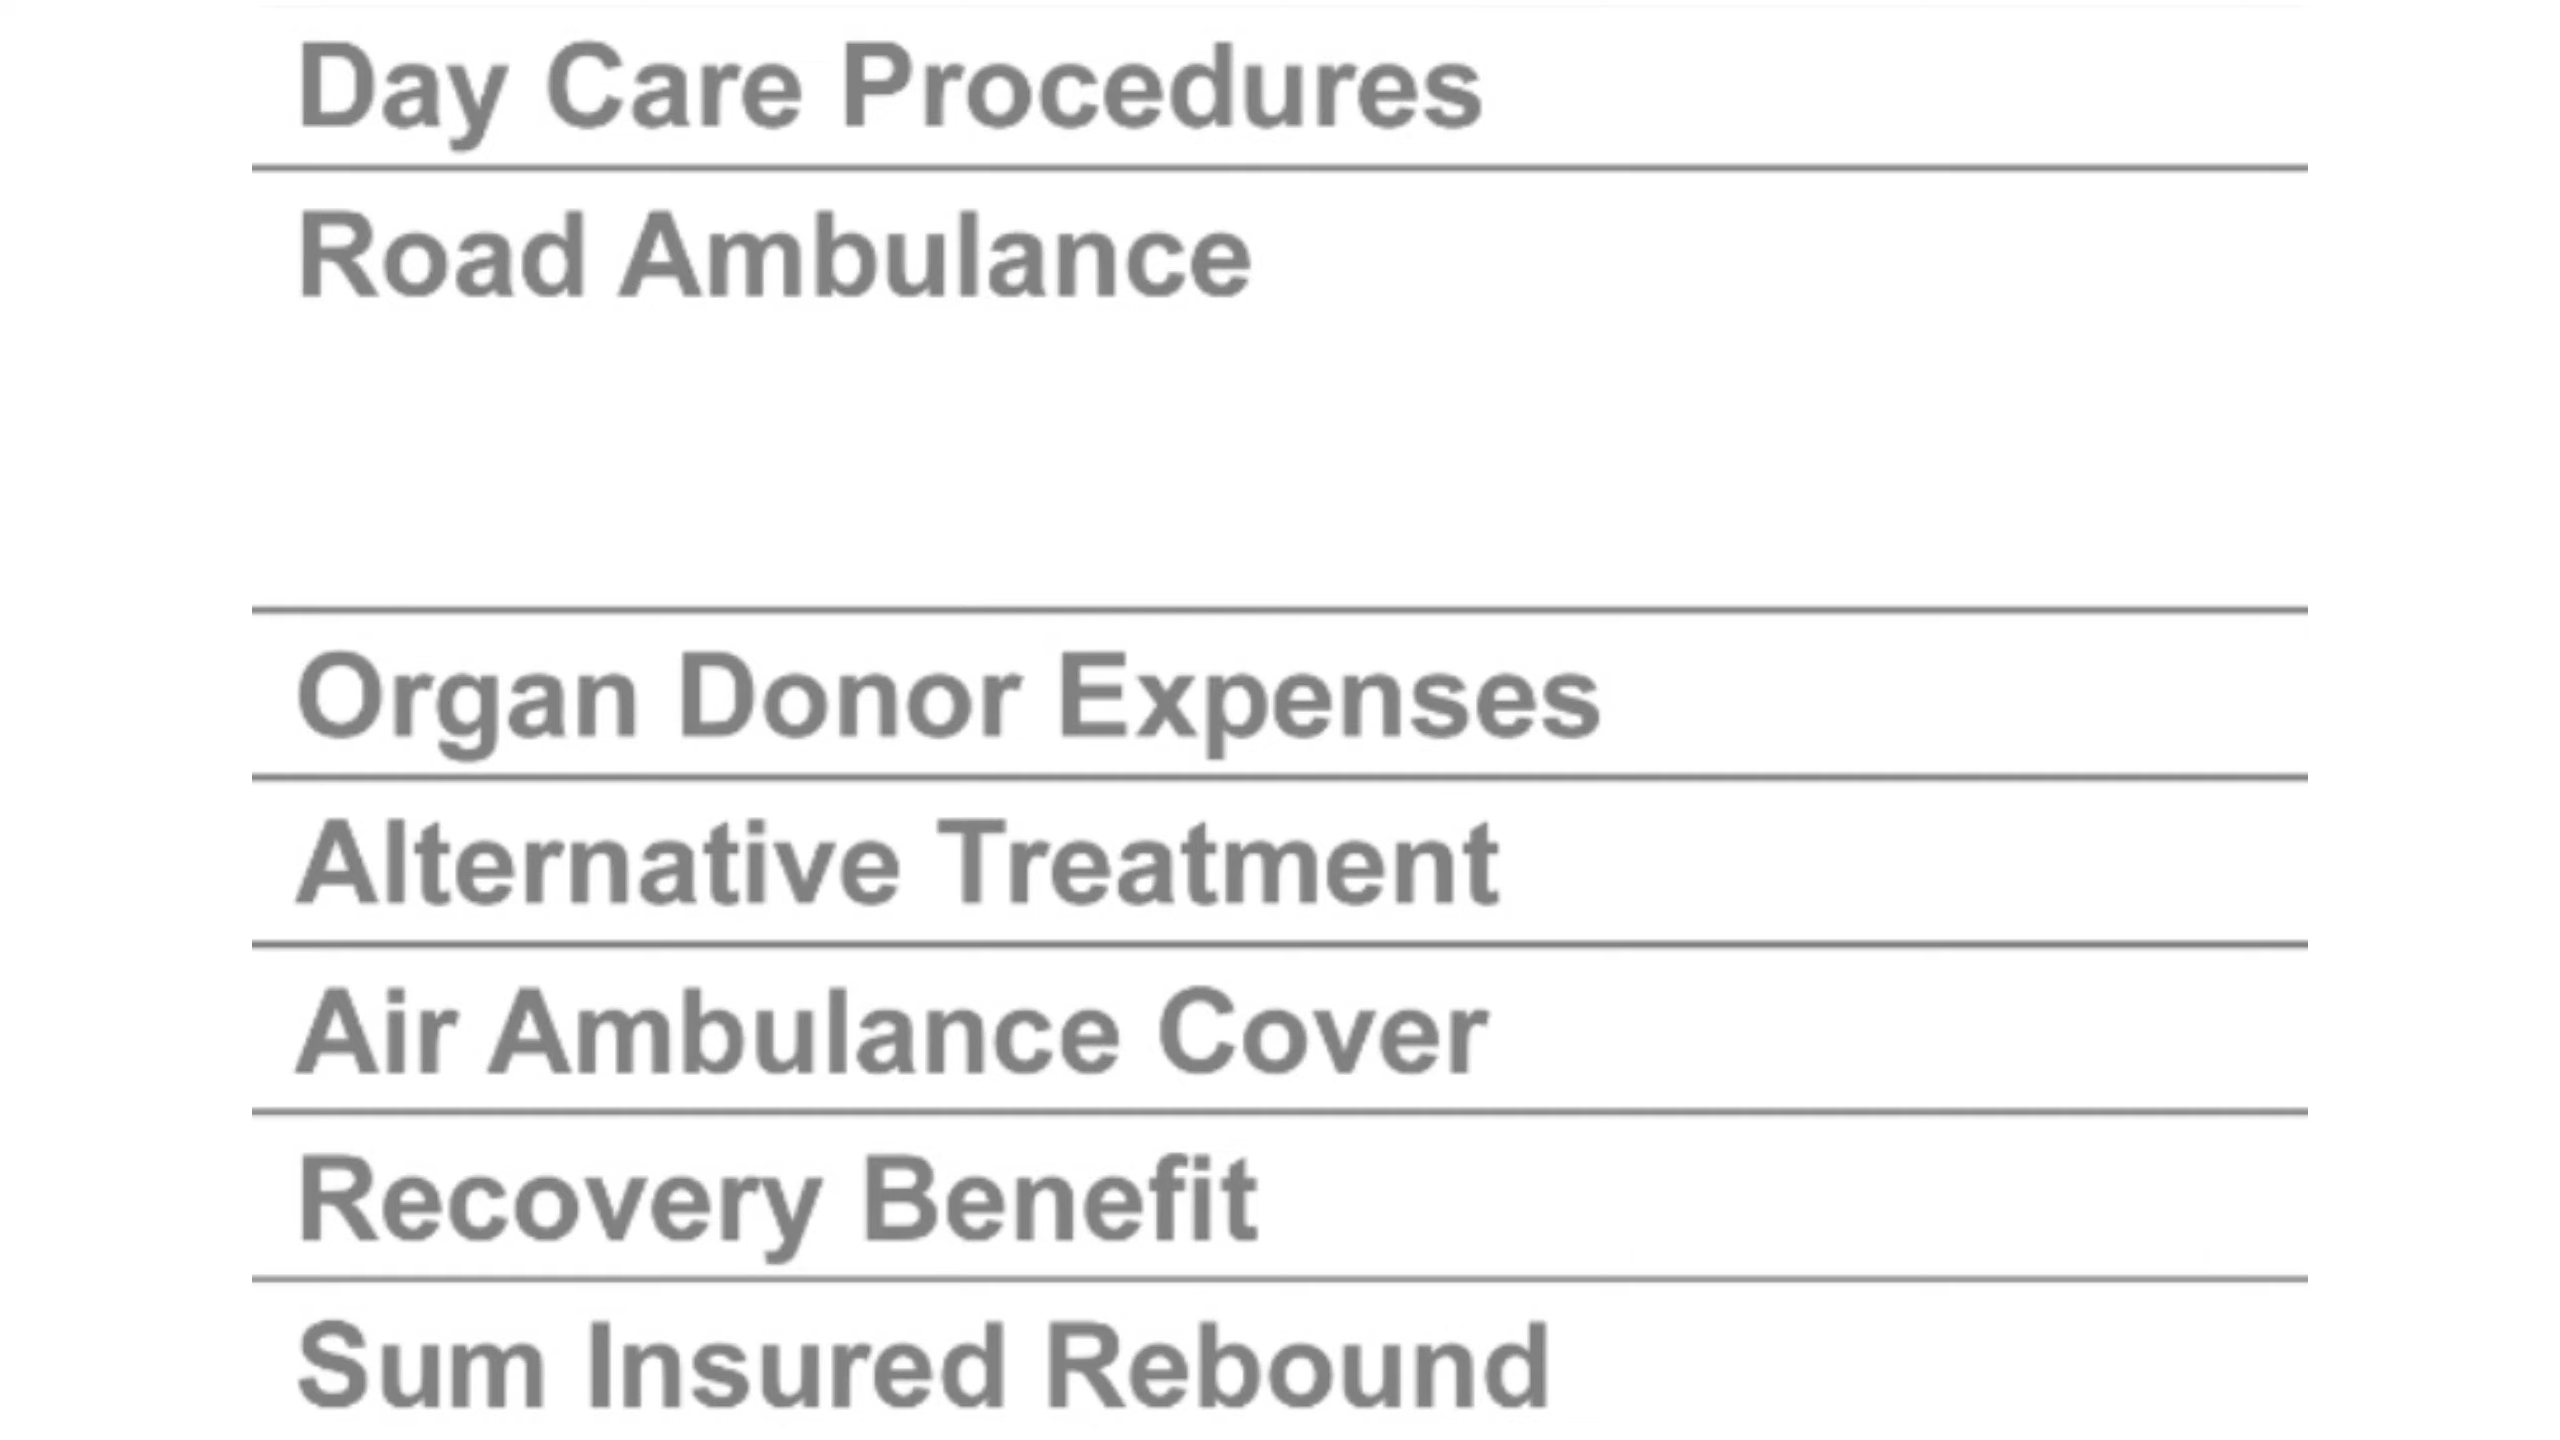 Day Care Procedures
Road Ambulance
Organ Donor Expenses
Alternative Treatment
Air Ambulance Cover
Recovery Benefit
Sum Insured Rebound